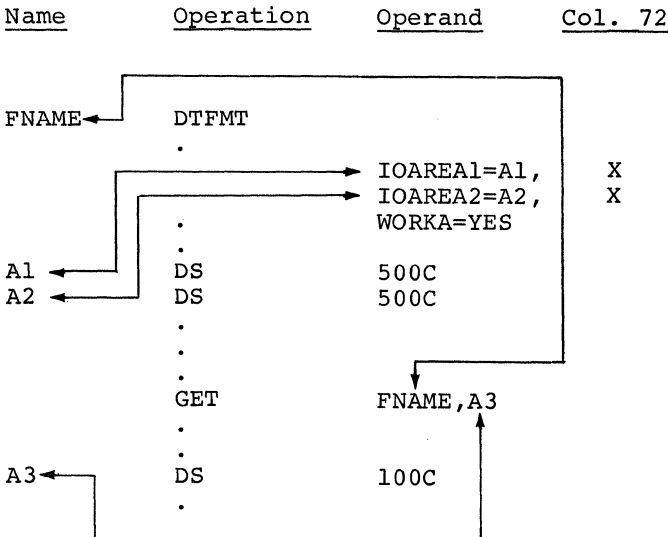 Name Operation Operand Col. 72
FNAME DTFMT
.
IOAREA1=A1, X
IOAREA2=A2, X
. WORKA=YES
.
A1 DS 500C
A2 DS 500C
.
.
.
GET FNAME,A3
.
.
A3 DS 100C
.